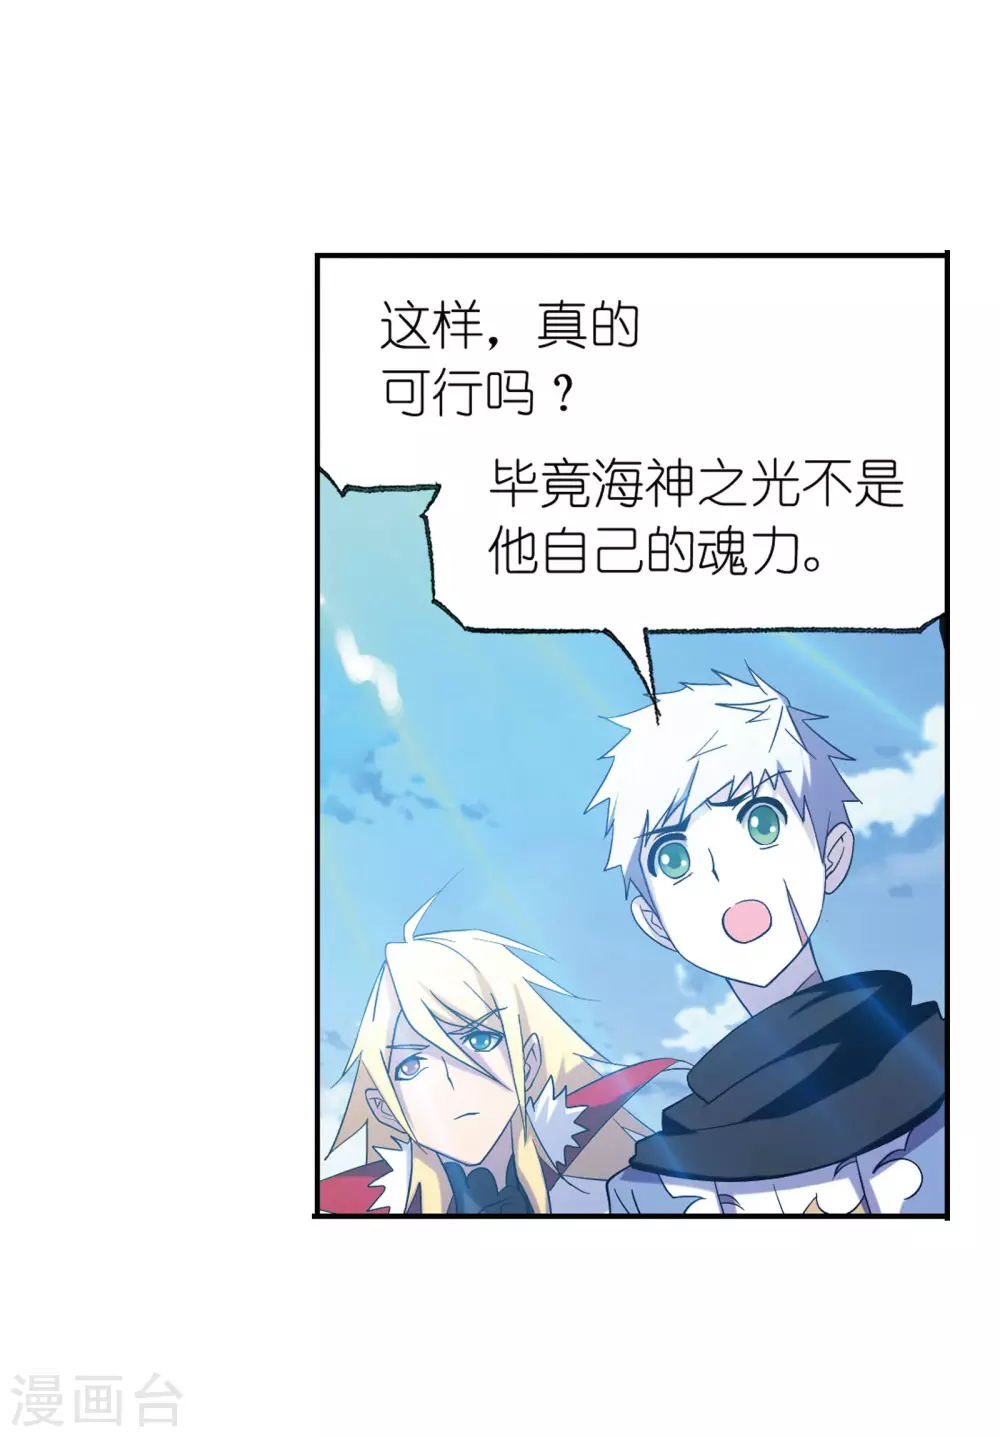 这样，真的
可行吗？
毕竟海神之光不是
他自己的魂力。
漫画台